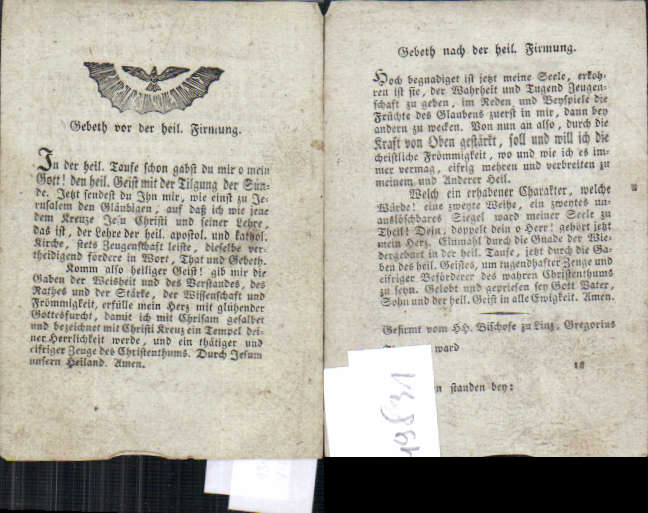 Gebeth vor der heil. Firmung.
In der heil. Taufe schon gabst du mir o mein
Gott! den heil. Geist mit der Tilgung der Sün-
de. Jetzt sendest du Ihn mir, wie einst zu Je-
rusalem den Gläubigen, auf daß ich wie jene
dem Kreuze Jesu Christi und seiner Lehre,
das ist, der Lehre der heil. apostol. und kathol.
Kirche, stets Zeugenschaft leiste, dieselbe ver-
theidigend fördere in Wort, That und Gebeth.
Komm also heiliger Geist! gib mir die
Gaben der Weisheit und des Verstandes, des
Rathes und der Stärke, der Wissenschaft und
Frömmigkeit, erfülle mein Herz mit glühender
Gottesfurcht, damit ich mit Chrisam gesalbet
und bezeichnet mit Christi Kreuz ein Tempel dei-
ner Herrlichkeit werde, und ein thätiger und
eifriger Zeuge des Christenthums. Durch Jesum
unsern Heiland. Amen.
Gebeth nach der heil. Firmung.
Hoch begnadiget ist jetzt meine Seele, erkoh-
ren ist sie, der Wahrheit und Tugend Zeugen-
schaft zu geben, im Reden und Beyspiele die
Früchte des Glaubens zuerst in mir, dann bey
andern zu wecken. Von nun an also, durch die
Kraft von Oben gestärkt, soll und will ich die
christliche Frömmigkeit, wo und wie ich es im-
mer vermag, eifrig mehren und verbreiten zu
meinem und Anderer Heil.
Welch ein erhabener Charakter, welche
Würde! eine zweyte Weihe, ein zweytes un-
auslöschbares Siegel ward meiner Seele zu
Theil! Dein, doppelt dein o Herr! gehört jetzt
mein Herz. Einmahl durch die Gnade der Wie-
dergeburt in der heil. Taufe, jetzt durch die Ga-
ben des heil. Geistes, um tugendhafter Zeuge und
eifriger Beförderer des wahren Christenthums
zu seyn. Gelobt und gepriesen sey Gott Vater,
Sohn und der heil. Geist in alle Ewigkeit. Amen.
Gefirmt vom HH. Bischofe zu Linz, Gregorius
ward
18
standen bey: